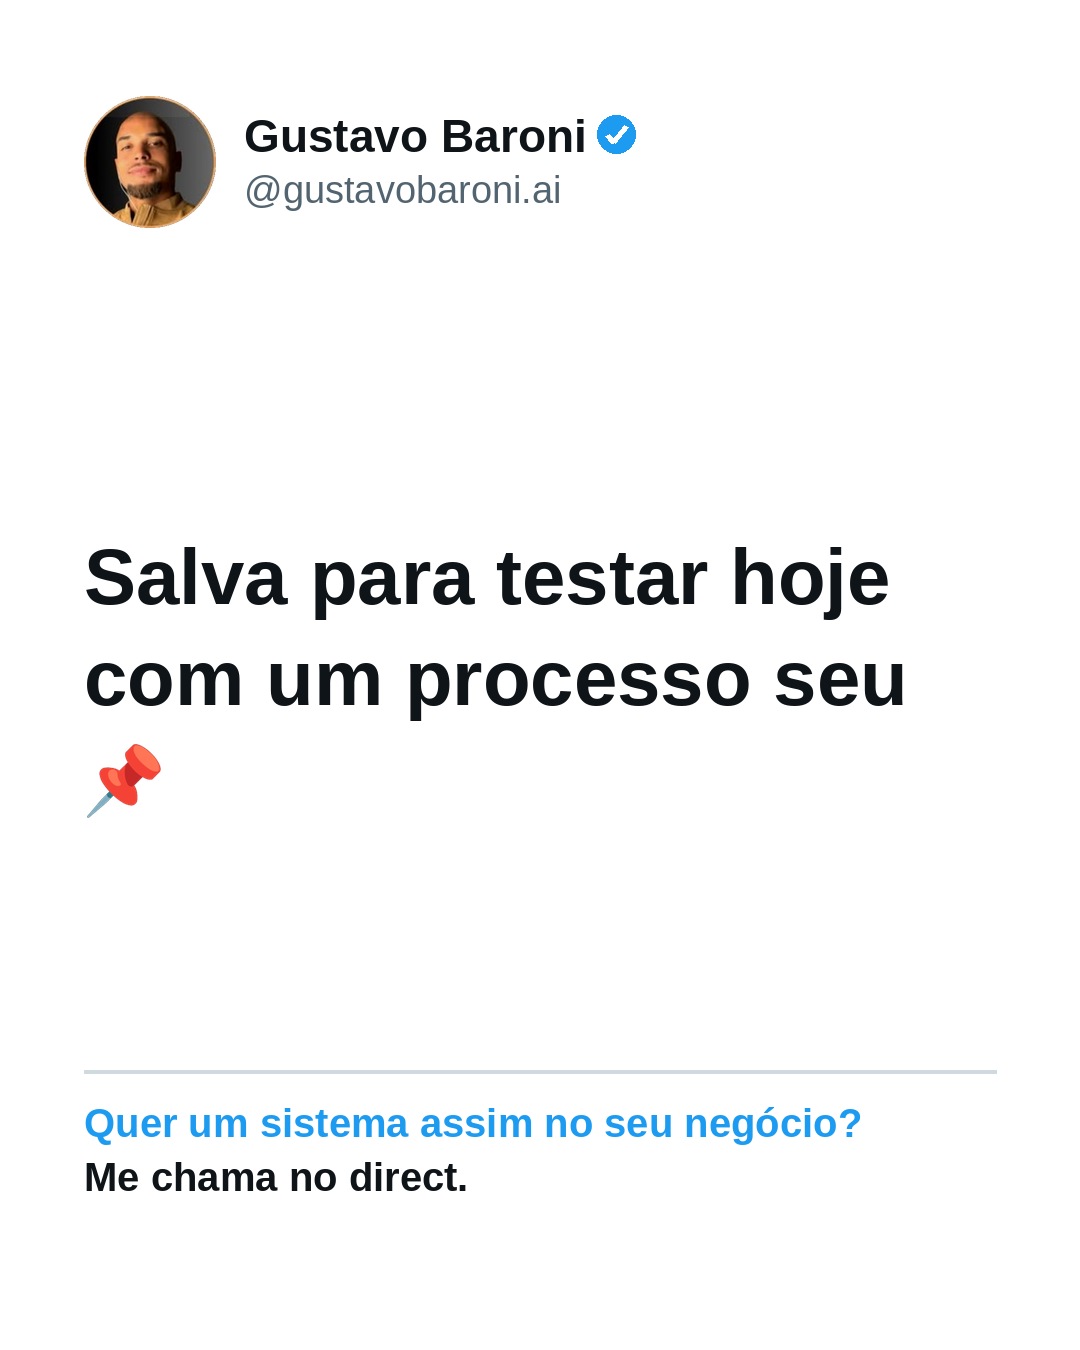 Gustavo Baroni
@gustavobaroni.ai
Salva para testar hoje
com um processo seu
📌
Quer um sistema assim no seu negócio?
Me chama no direct.